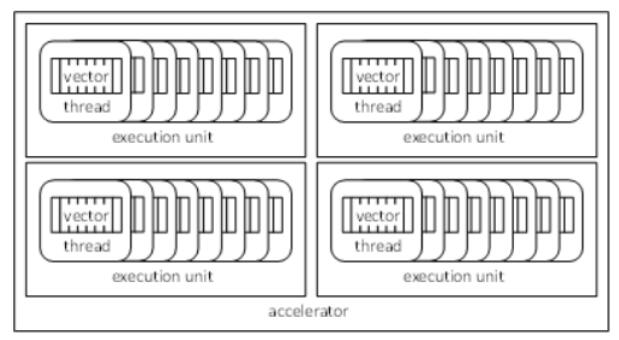 vector vector
thread thread
execution unit execution unit
vector vector
thread thread
execution unit execution unit
accelerator